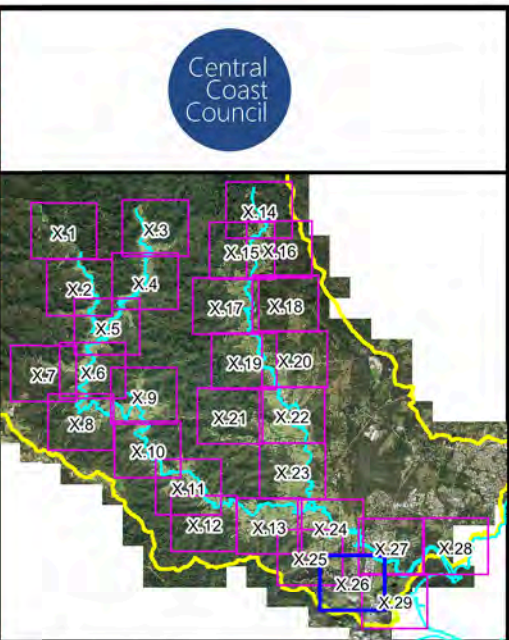 Central
Coast
Council
X.14
X.1
X.3
X.15
X.16
X.2
X.4
X.17
X.18
X.5
X.19
X.20
X.7
X.6
X.9
X.21
X.22
X.8
X.10
X.23
X.11
X.12
X.13
X.24
X.27
X.28
X.25
X.26
X.29